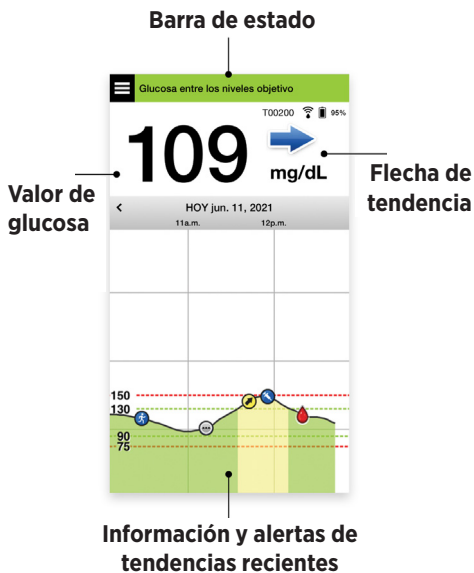 Barra de estado
Glucosa entre los niveles objetivo
T00200 95%
109
mg/dL
Valor de
glucosa
Flecha de
tendencia
< HOY jun. 11, 2021
11a.m. 12p.m.
150
130
90
75
Información y alertas de
tendencias recientes